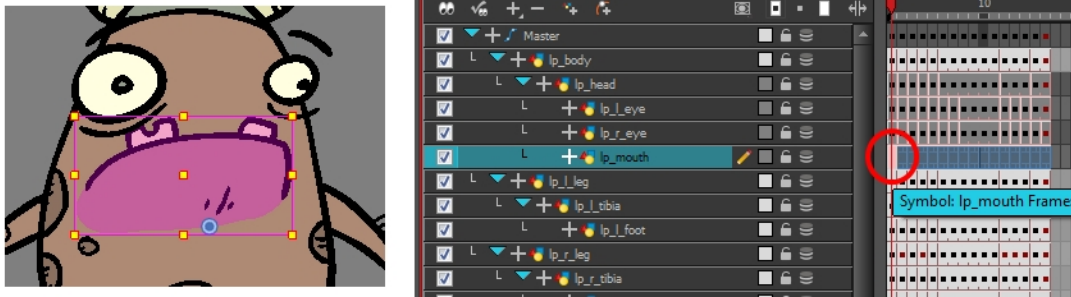 10
Master
lp_body
lp_head
lp_l_eye
lp_r_eye
lp_mouth
lp_l_leg
Symbol: lp_mouth Frame
lp_l_tibia
lp_l_foot
lp_r_leg
lp_r_tibia